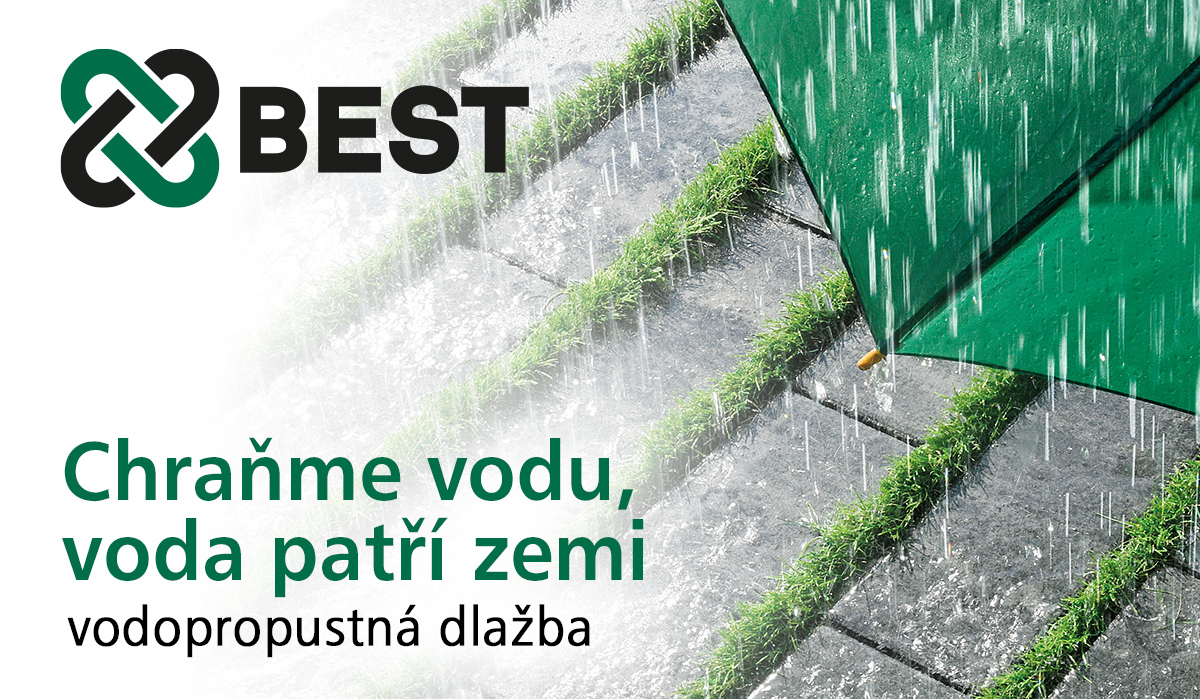 BEST
Chraňme vodu,
voda patří zemi
vodopropustná dlažba